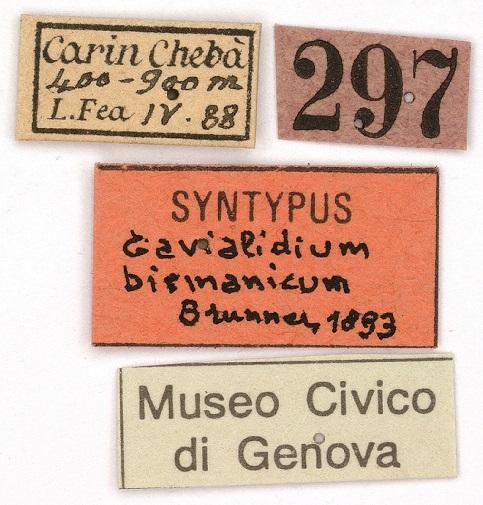 Carin Chebà
400-900 m
L. Fea IV. 88
297
SYNTYPUS
Gavialidium
birmanicum
Brunner, 1893
Museo Civico
di Genova